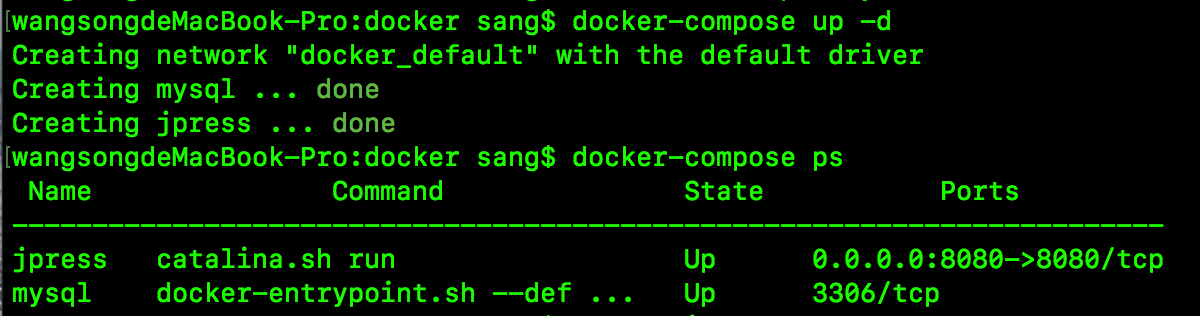 [wangsongdeMacBook-Pro:docker sang$ docker-compose up -d
Creating network "docker_default" with the default driver
Creating mysql ... done
Creating jpress ... done
[wangsongdeMacBook-Pro:docker sang$ docker-compose ps
Name Command State Ports
------------------------------------------------------------------------
jpress catalina.sh run Up 0.0.0.0:8080->8080/tcp
mysql docker-entrypoint.sh --def ... Up 3306/tcp